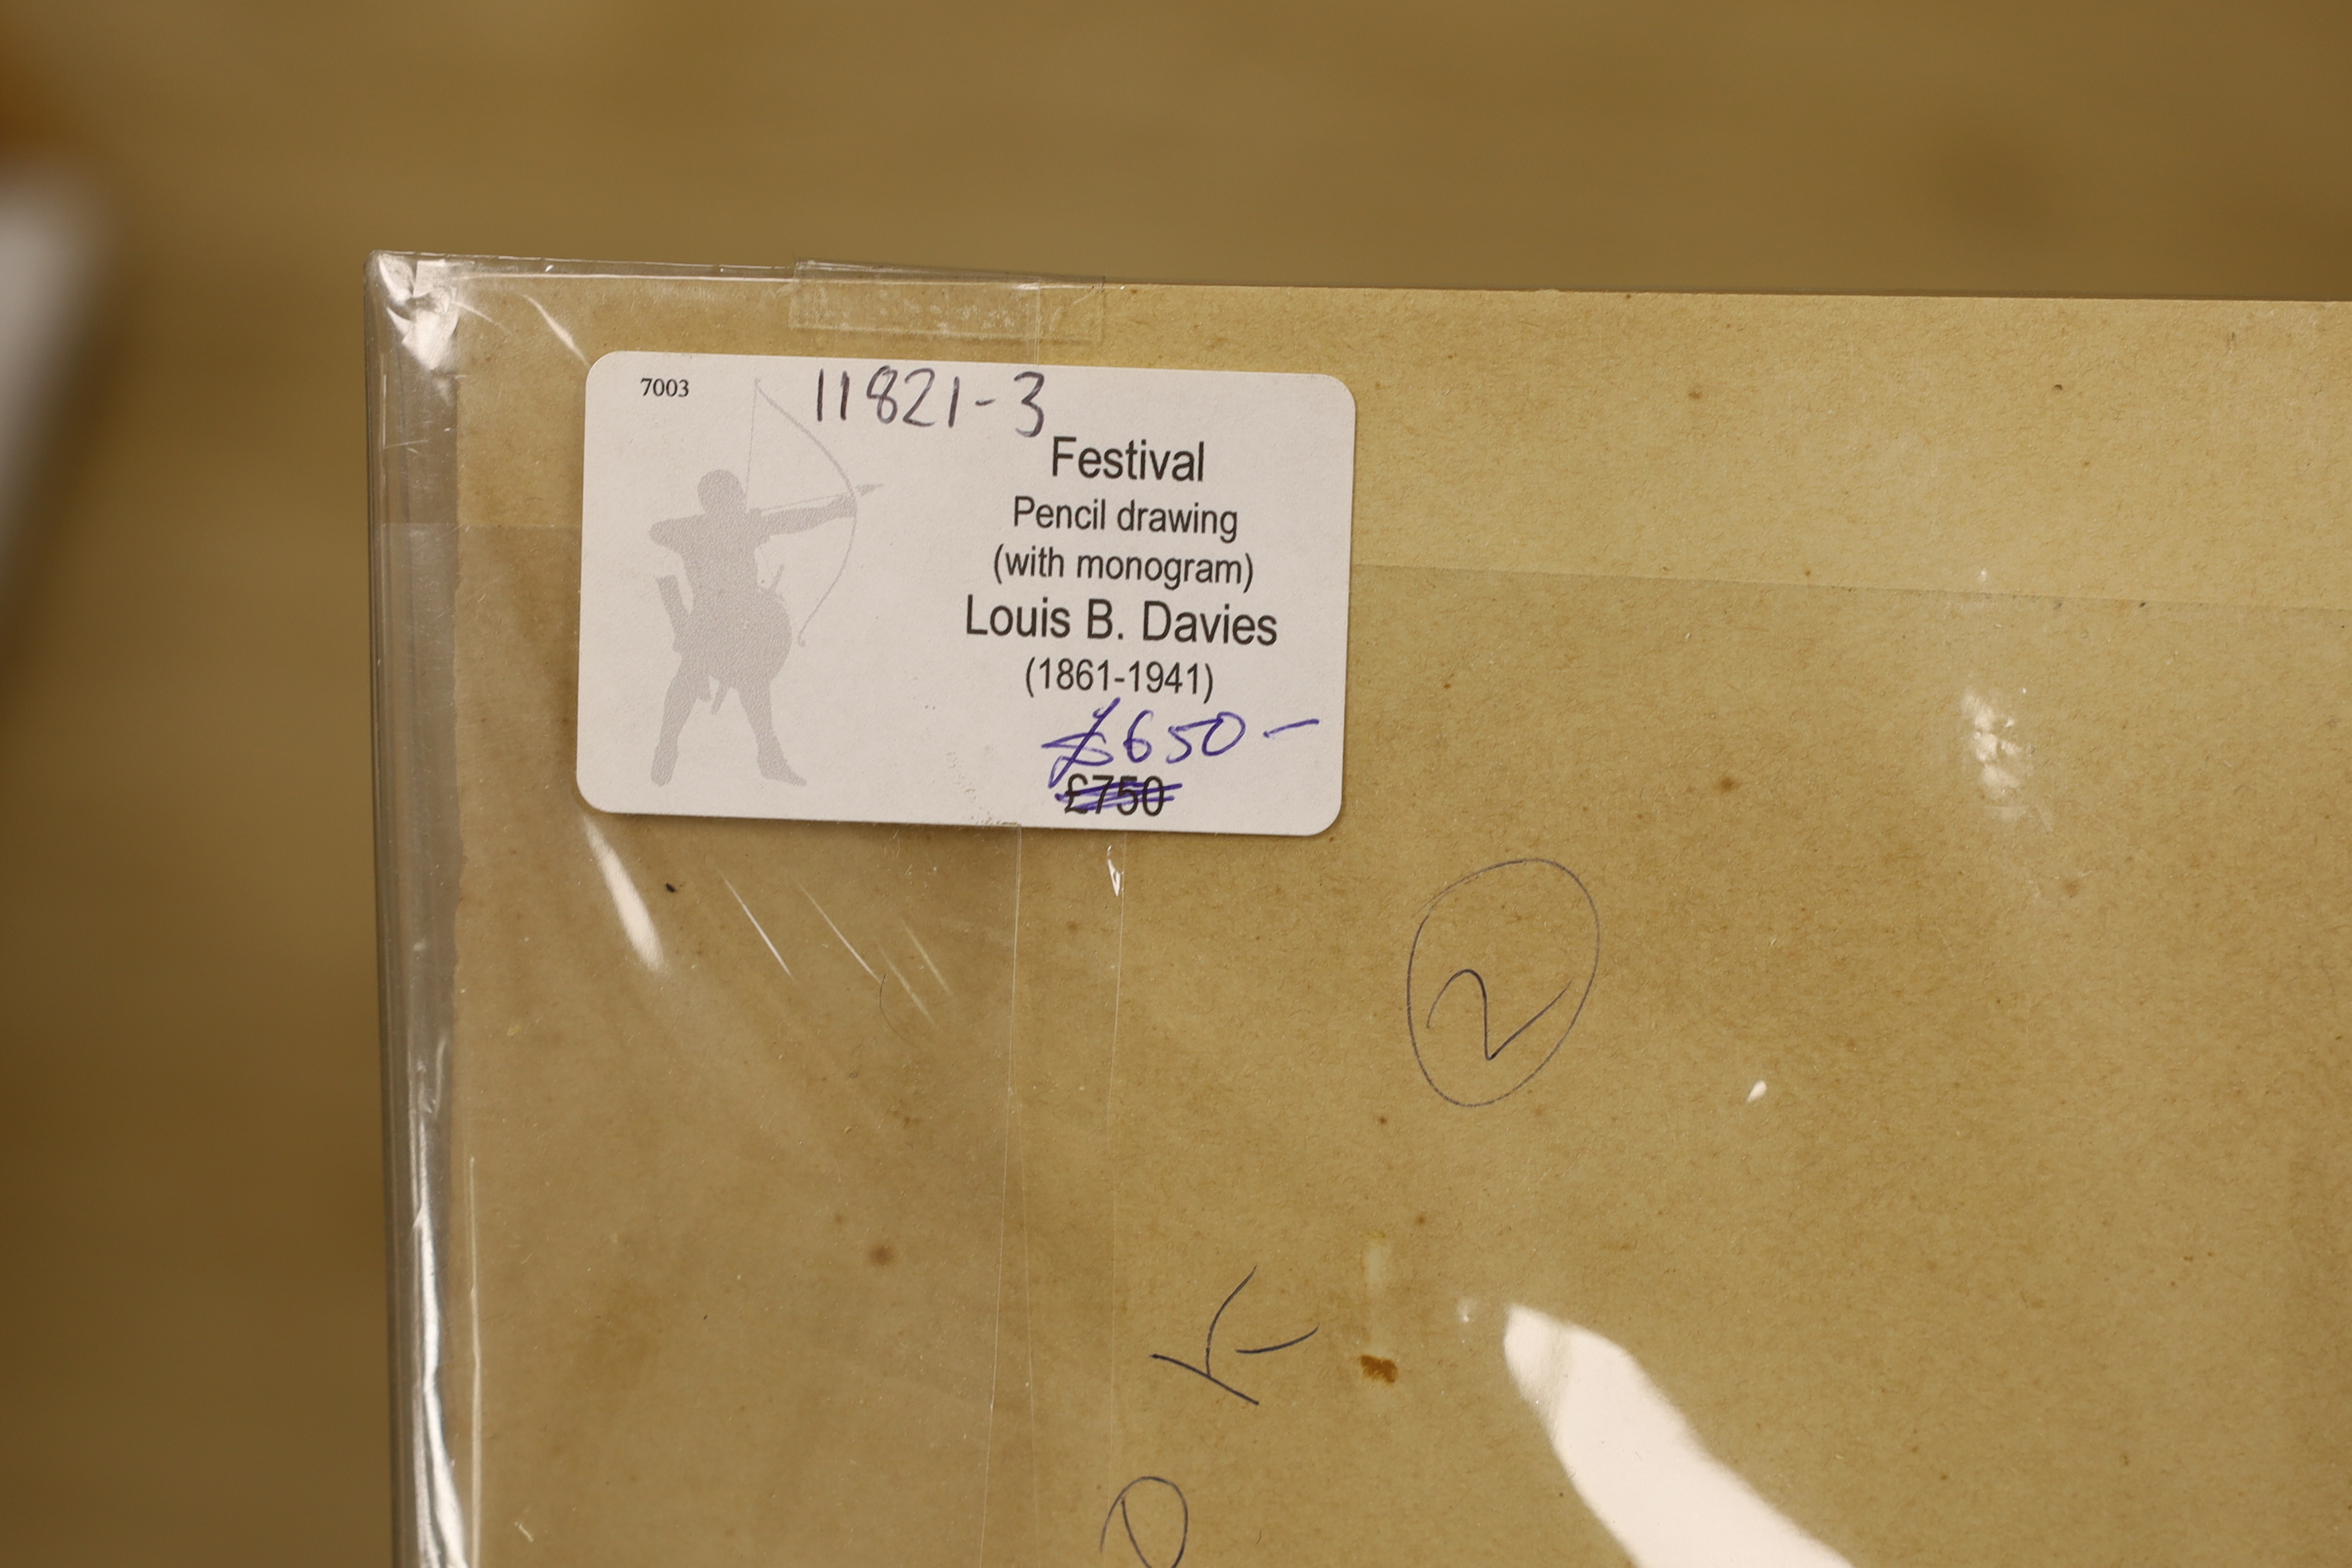 7003 11821-3
Festival
Pencil drawing
(with monogram)
Louis B. Davies
(1861-1941)
£650-
£750
2